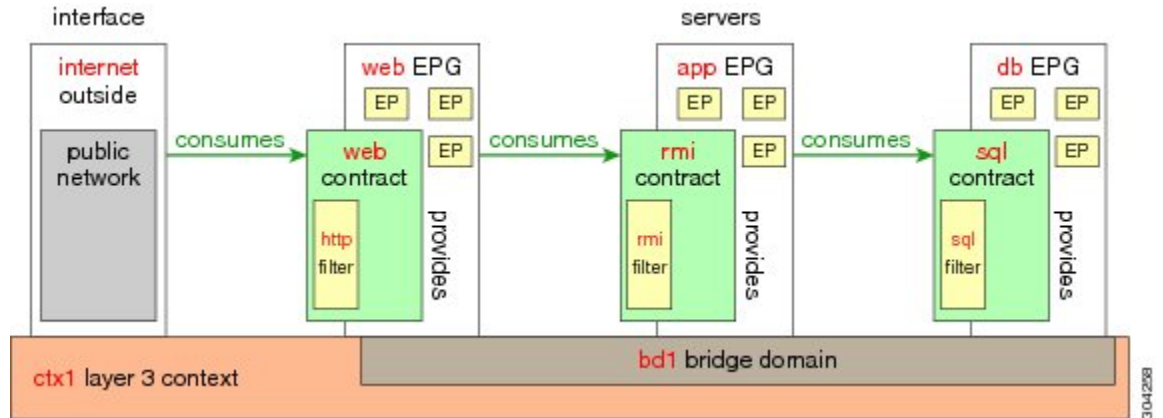 interface
servers
internet
outside
public
network
consumes
web EPG
EP
EP
EP
web
contract
http
filter
provides
consumes
app EPG
EP
EP
EP
rmi
contract
rmi
filter
provides
consumes
db EPG
EP
EP
EP
sql
contract
sql
filter
provides
bd1 bridge domain
ctx1 layer 3 context
304258